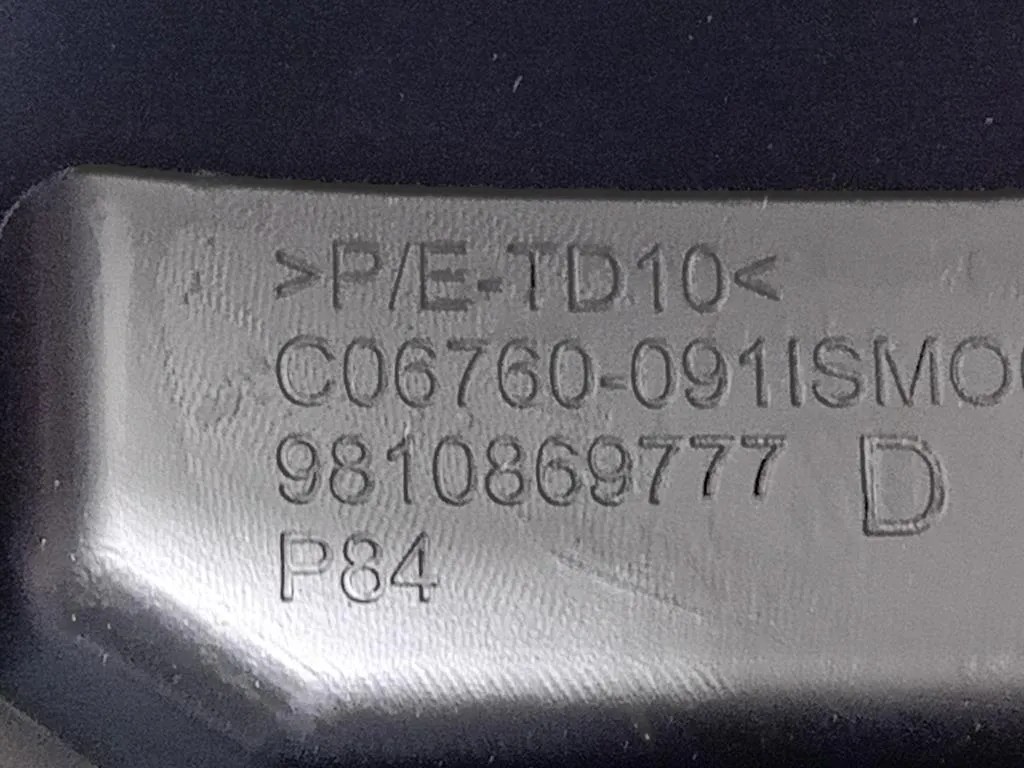 >P/E-TD10<
C06760-091ISMO
9810869777 D
P84